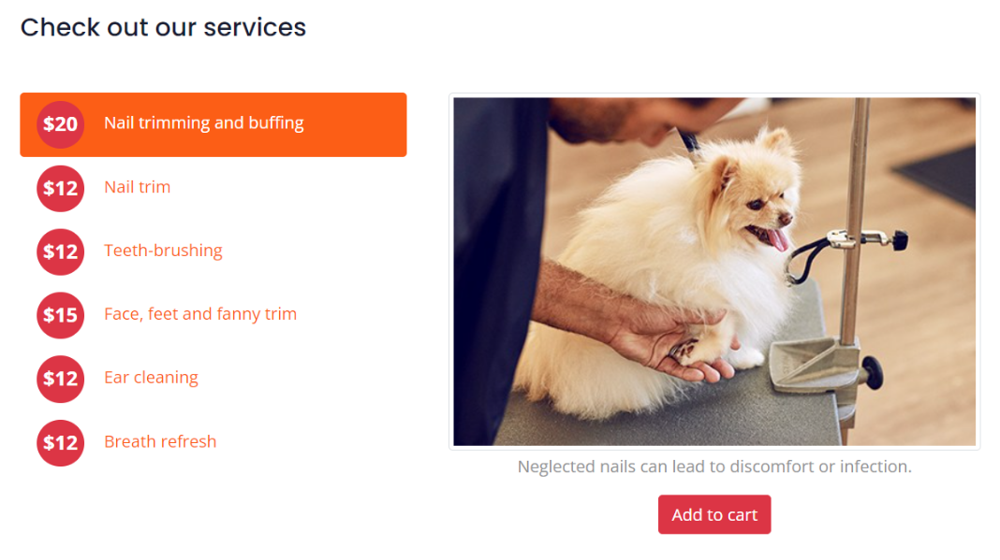 Check out our services
$20 Nail trimming and buffing
$12 Nail trim
$12 Teeth-brushing
$15 Face, feet and fanny trim
$12 Ear cleaning
$12 Breath refresh
Neglected nails can lead to discomfort or infection.
Add to cart